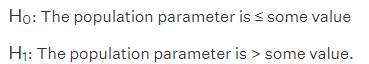 H₀: The population parameter is ≤ some value
H₁: The population parameter is > some value.